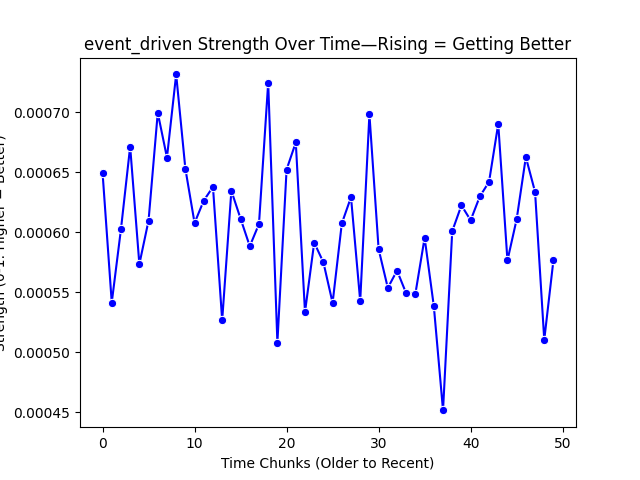 event_driven Strength Over Time—Rising = Getting Better
Strength (0-1: Higher = Better)
0.00070
0.00065
0.00060
0.00055
0.00050
0.00045
0 10 20 30 40 50
Time Chunks (Older to Recent)